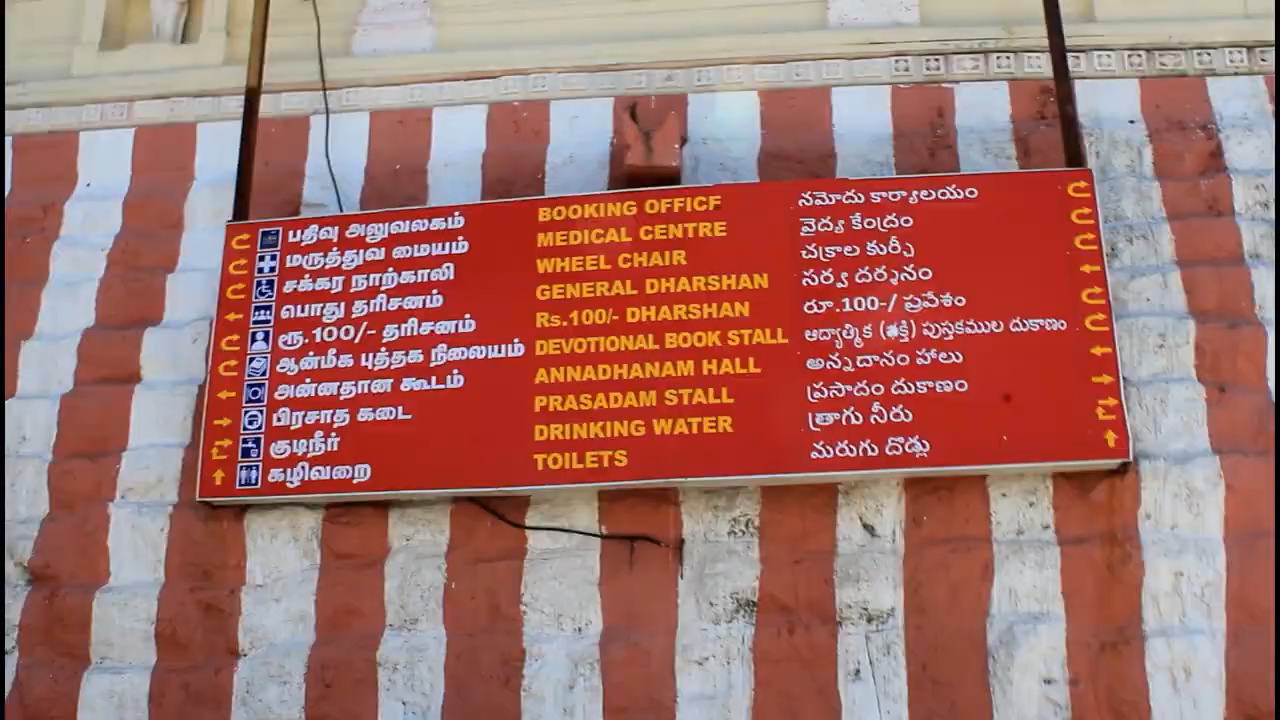 பதிவு அலுவலகம் BOOKING OFFICF నమోదు కార్యాలయం
மருத்துவ மையம் MEDICAL CENTRE వైద్య కేంద్రం
சக்கர நாற்காலி WHEEL CHAIR చక్రాల కుర్చీ
பொது தரிசனம் GENERAL DHARSHAN సర్వ దర్శనం
ரூ.100/- தரிசனம் Rs.100/- DHARSHAN రూ.100-/ ప్రవేశం
ஆன்மீக புத்தக நிலையம் DEVOTIONAL BOOK STALL ఆద్యాత్మిక (భక్తి) పుస్తకముల దుకాణం
அன்னதான கூடம் ANNADHANAM HALL అన్నదానం హాలు
பிரசாத கடை PRASADAM STALL ప్రసాదం దుకాణం
குடிநீர் DRINKING WATER త్రాగు నీరు
கழிவறை TOILETS మరుగు దొడ్లు